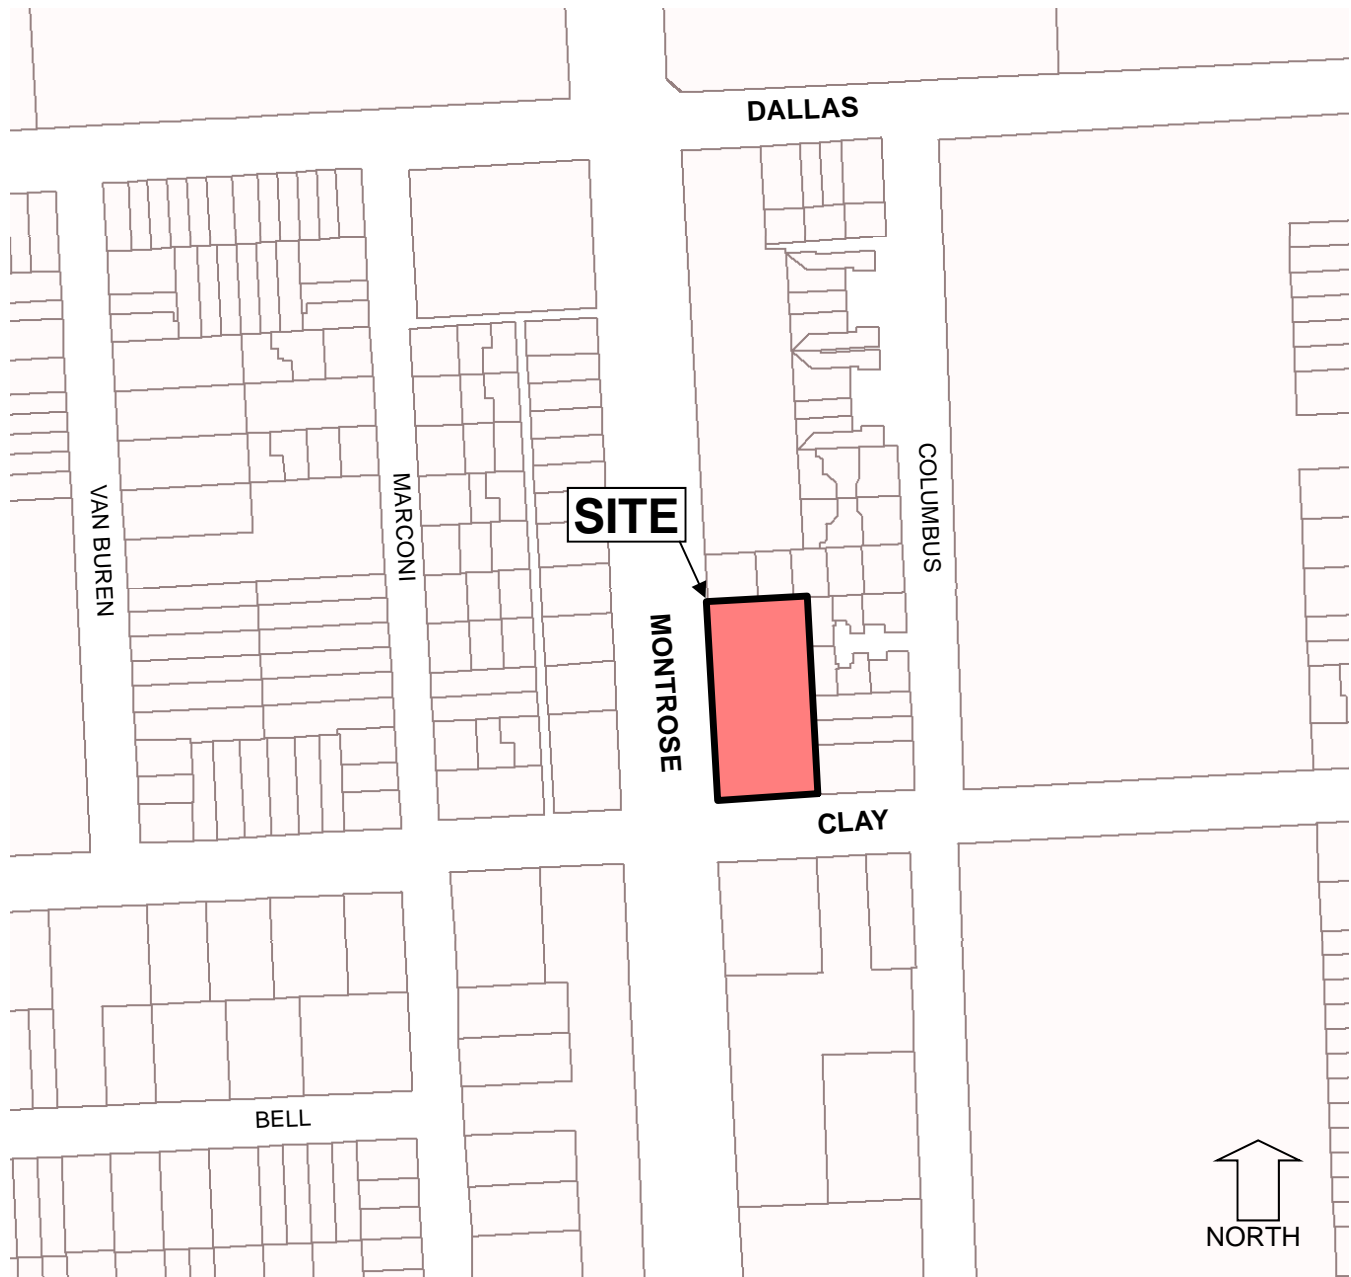 DALLAS
VAN BUREN
MARCONI
COLUMBUS
SITE
MONTROSE
CLAY
BELL
NORTH